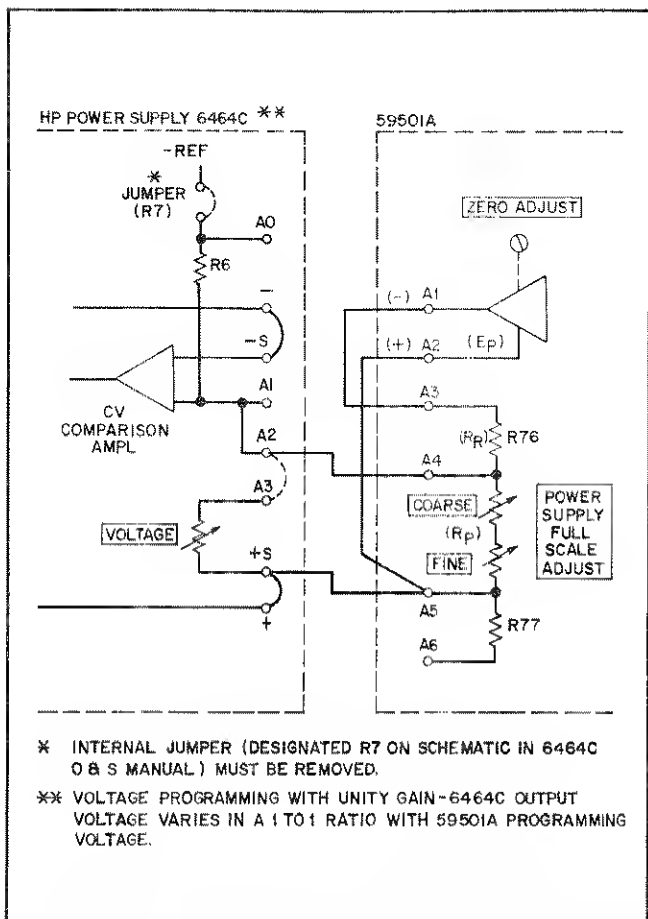 HP POWER SUPPLY 6464C **
59501A
-REF
*
JUMPER
(R7)
A0
R6
-
-S
A1
CV
COMPARISON
AMPL
A2
A3
VOLTAGE
+S
+
ZERO ADJUST
(-) A1
(+) A2 (Ep)
A3
(RR) R76
A4
COARSE
(Rp)
FINE
POWER
SUPPLY
FULL
SCALE
ADJUST
A5
R77
A6
* INTERNAL JUMPER (DESIGNATED R7 ON SCHEMATIC IN 6464C
O & S MANUAL) MUST BE REMOVED.
** VOLTAGE PROGRAMMING WITH UNITY GAIN-6464C OUTPUT
VOLTAGE VARIES IN A 1 TO 1 RATIO WITH 59501A PROGRAMMING
VOLTAGE.